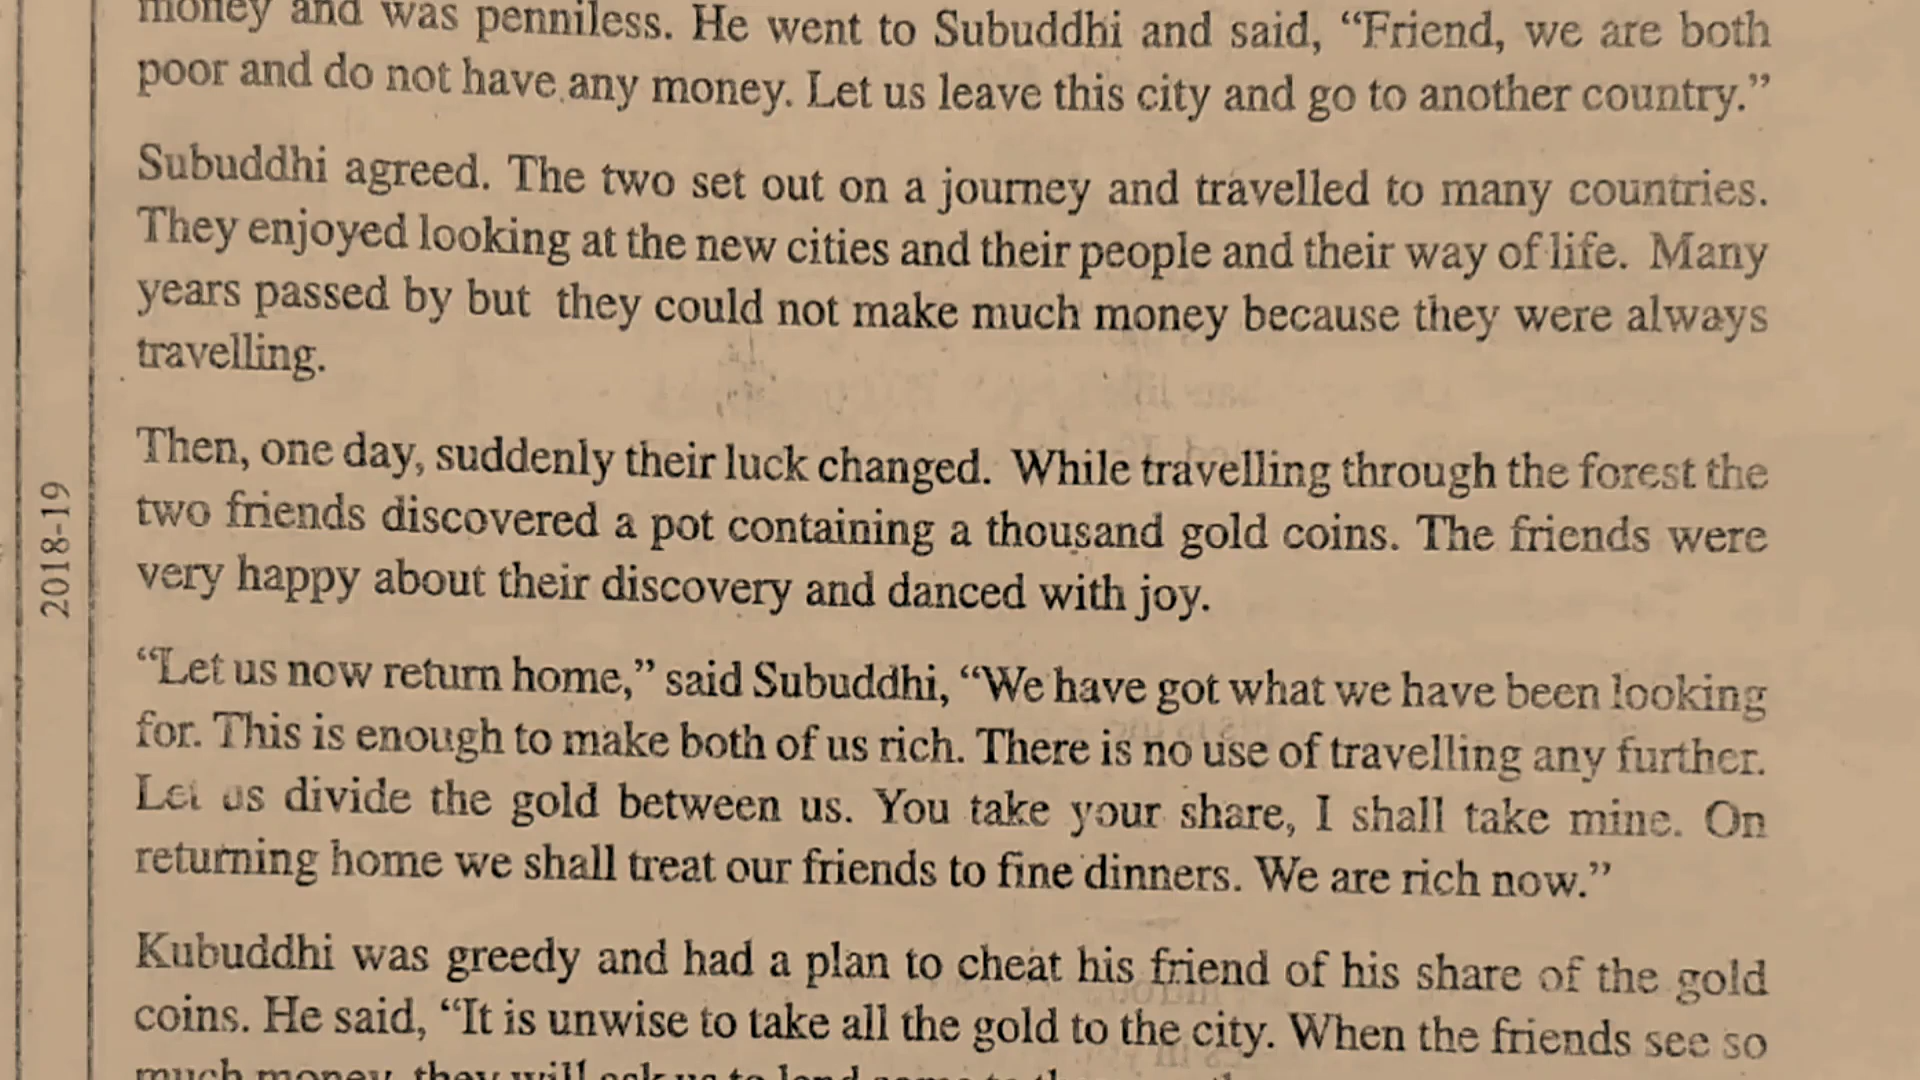 money and was penniless. He went to Subuddhi and said, “Friend, we are both
poor and do not have any money. Let us leave this city and go to another country.”
Subuddhi agreed. The two set out on a journey and travelled to many countries.
They enjoyed looking at the new cities and their people and their way of life. Many
years passed by but they could not make much money because they were always
travelling.
Then, one day, suddenly their luck changed. While travelling through the forest the
two friends discovered a pot containing a thousand gold coins. The friends were
very happy about their discovery and danced with joy.
“Let us now return home,” said Subuddhi, “We have got what we have been looking
for. This is enough to make both of us rich. There is no use of travelling any further.
Let us divide the gold between us. You take your share, I shall take mine. On
returning home we shall treat our friends to fine dinners. We are rich now.”
Kubuddhi was greedy and had a plan to cheat his friend of his share of the gold
coins. He said, “It is unwise to take all the gold to the city. When the friends see so
much money, they will ask us to lend some to
2018-19